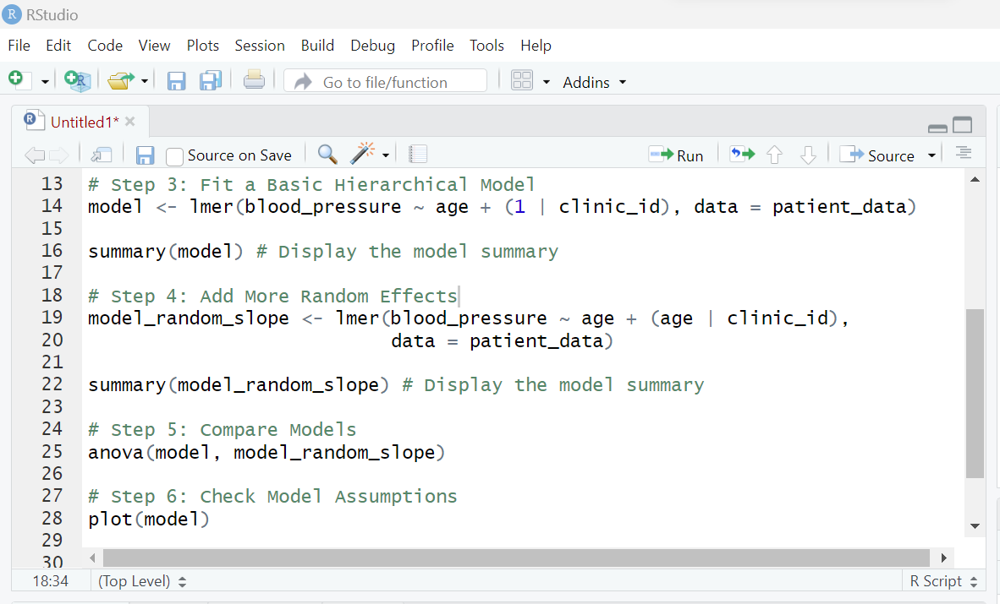 R RStudio
File Edit Code View Plots Session Build Debug Profile Tools Help
R Go to file/function Addins
R Untitled1*
Source on Save Run Source
13 # Step 3: Fit a Basic Hierarchical Model
14 model <- lmer(blood_pressure ~ age + (1 | clinic_id), data = patient_data)
15
16 summary(model) # Display the model summary
17
18 # Step 4: Add More Random Effects
19 model_random_slope <- lmer(blood_pressure ~ age + (age | clinic_id),
20 data = patient_data)
21
22 summary(model_random_slope) # Display the model summary
23
24 # Step 5: Compare Models
25 anova(model, model_random_slope)
26
27 # Step 6: Check Model Assumptions
28 plot(model)
29
30
18:34 (Top Level) R Script